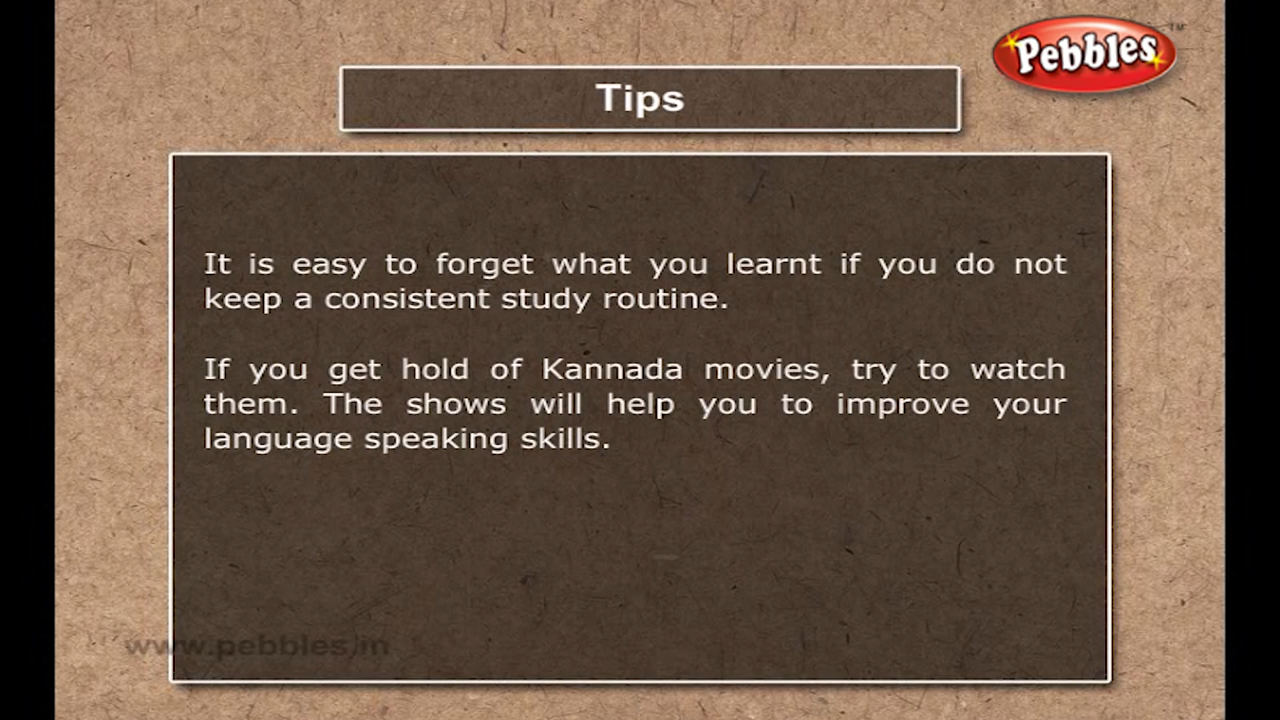 Pebbles™
Tips
It is easy to forget what you learnt if you do not
keep a consistent study routine.
If you get hold of Kannada movies, try to watch
them. The shows will help you to improve your
language speaking skills.
www.pebbles.in